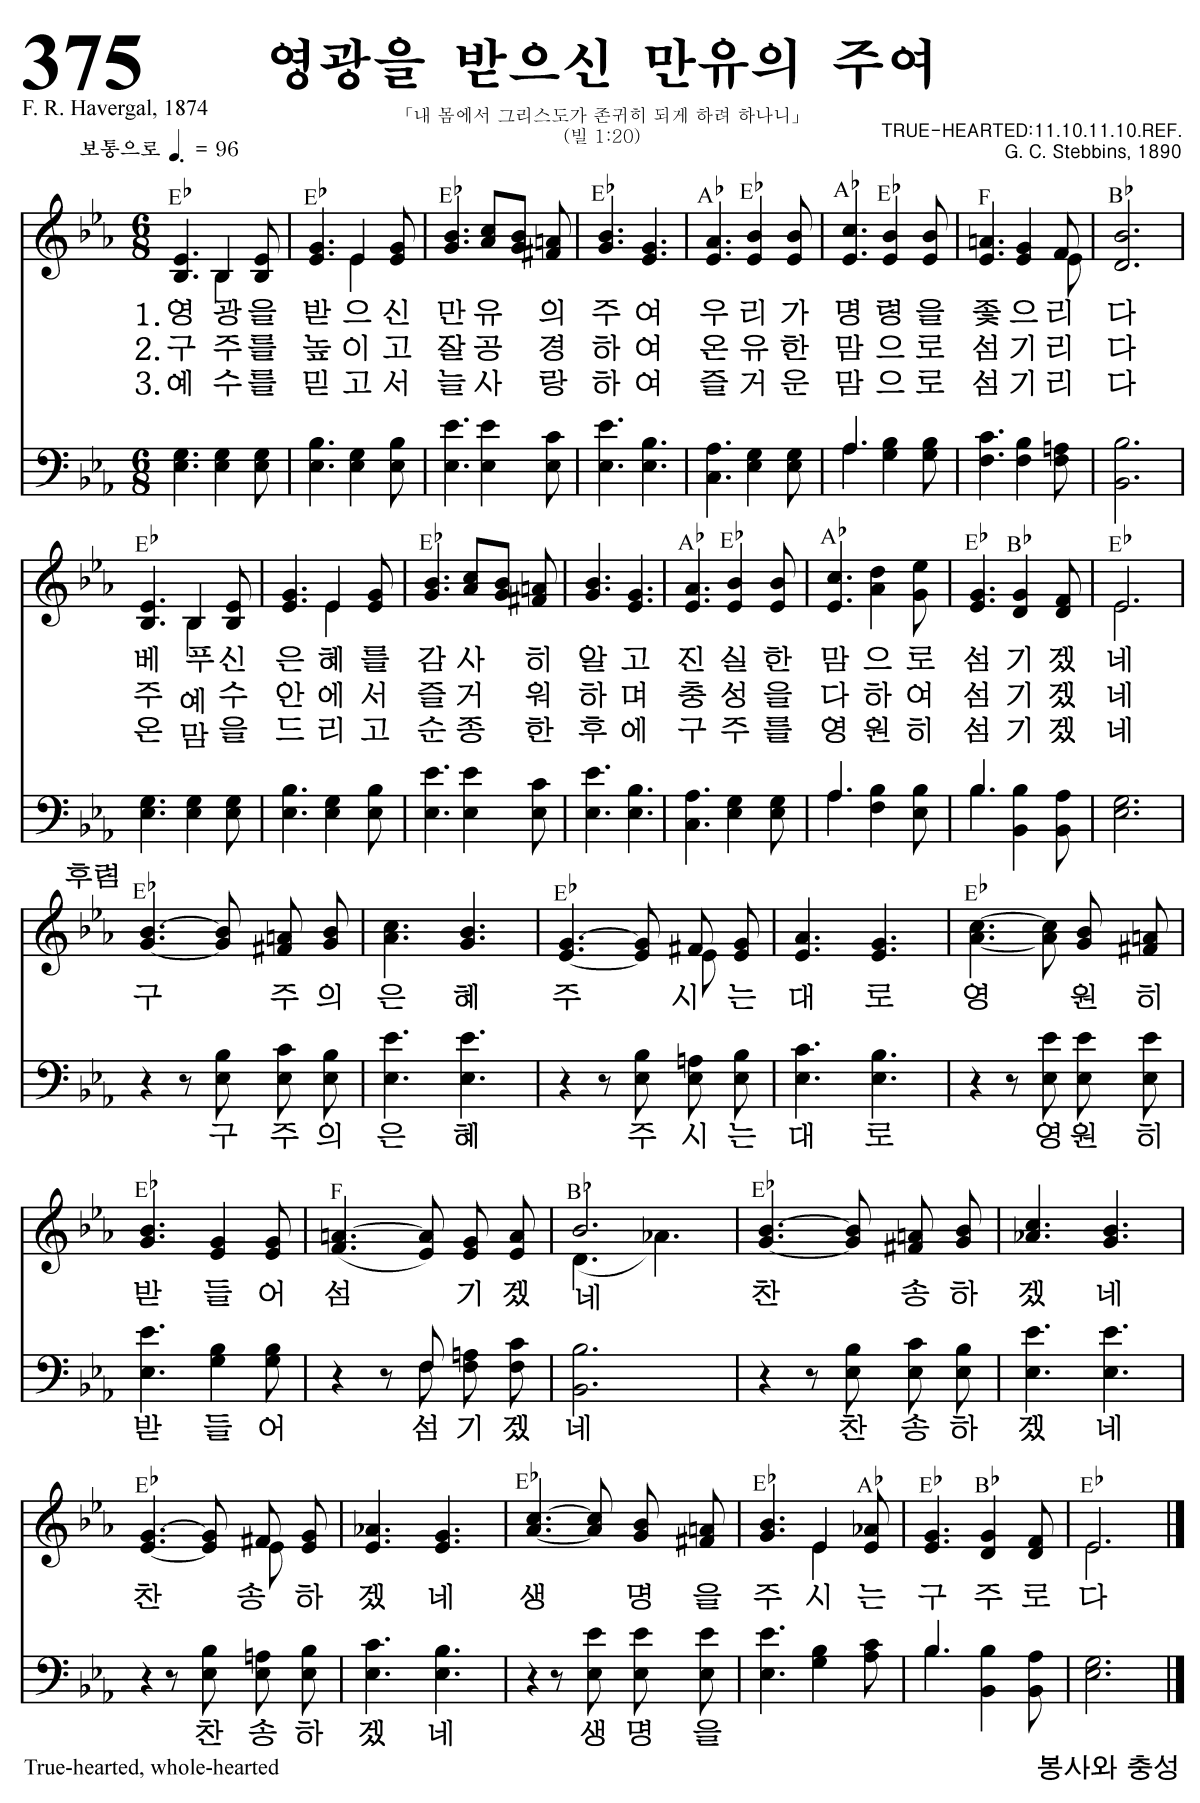 375 영광을 받으신 만유의 주여
F. R. Havergal, 1874
「내 몸에서 그리스도가 존귀히 되게 하려 하나니」
(빌 1:20)
보통으로 ♩. = 96
TRUE-HEARTED:11.10.11.10.REF.
G. C. Stebbins, 1890
E♭ E♭ E♭ E♭ A♭ E♭ A♭ E♭ F B♭
6 8
1.영 광을 받으신 만유 의 주여 우리가 명령을 좇으리 다
2.구 주를 높이고 잘공 경 하여 온유한 맘으로 섬기리 다
3.예 수를 믿고서 늘사 랑 하여 즐거운 맘으로 섬기리 다
6 8
E♭ E♭ A♭ E♭ A♭ E♭ B♭ E♭
베 푸신 은혜를 감사 히 알고 진실한 맘으로 섬기겠 네
주 예수 안에서 즐거 워 하며 충성을 다하여 섬기겠 네
온 맘을 드리고 순종 한 후에 구주를 영원히 섬기겠 네
후렴
E♭ E♭ E♭
구 주의 은 혜 주 시는 대 로 영 원 히
구 주의 은 혜 주 시는 대 로 영원 히
E♭ F B♭ E♭
받 들 어 섬 기겠 네 찬 송하 겠 네
받 들 어 섬 기겠 네 찬 송하 겠 네
E♭ E♭ E♭ A♭ E♭ B♭ E♭
찬 송 하 겠 네 생 명 을 주시는 구주로 다
찬 송 하 겠 네 생 명 을
True-hearted, whole-hearted
봉사와 충성